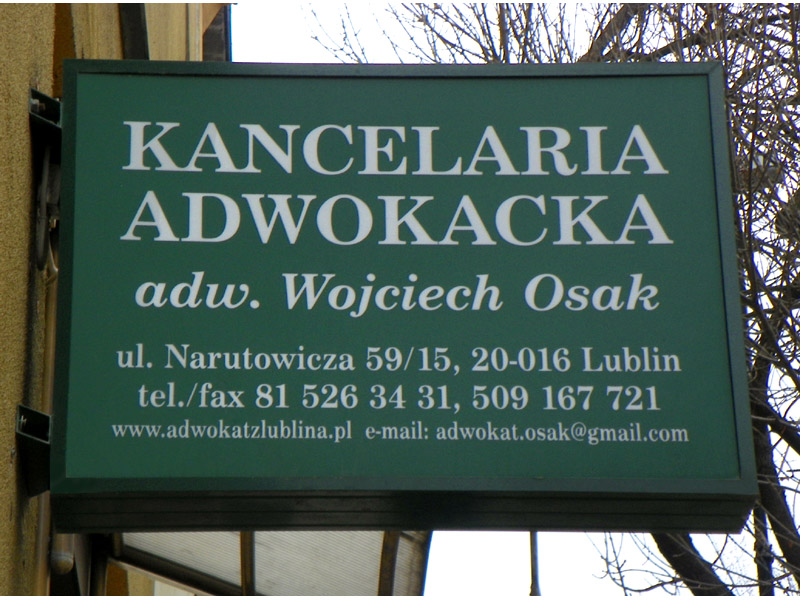 KANCELARIA
ADWOKACKA
adw. Wojciech Osak
ul. Narutowicza 59/15, 20-016 Lublin
tel./fax 81 526 34 31, 509 167 721
www.adwokatzlublina.pl e-mail: adwokat.osak@gmail.com